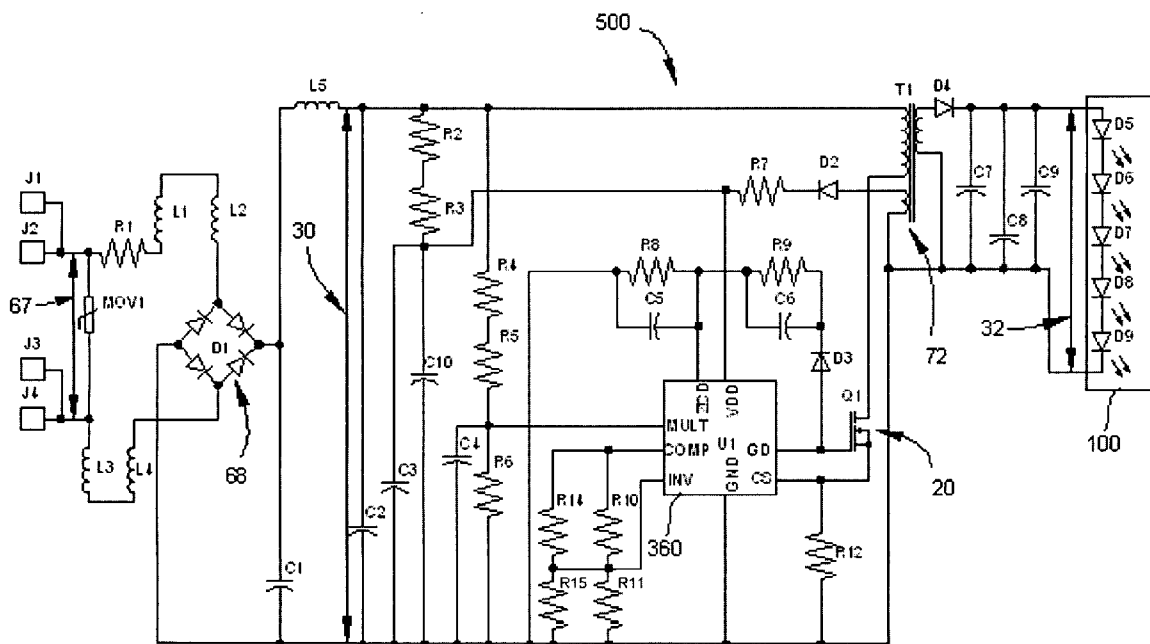 500
L5
T1
D4
D5
R2
R7
D2
J1
L1
L2
C7
C9
D6
R3
R1
30
J2
C8
D7
R8
R9
R4
67
MOV1
C5
C6
72
32
D8
R5
D1
D3
D9
J3
C10
Q1
100
J4
ZCD
VDD
MULT
C4
COMP
U1
GD
L3
L4
68
C3
R6
INV
GND
CS
20
R14
R10
360
C2
R12
C1
R15
R11